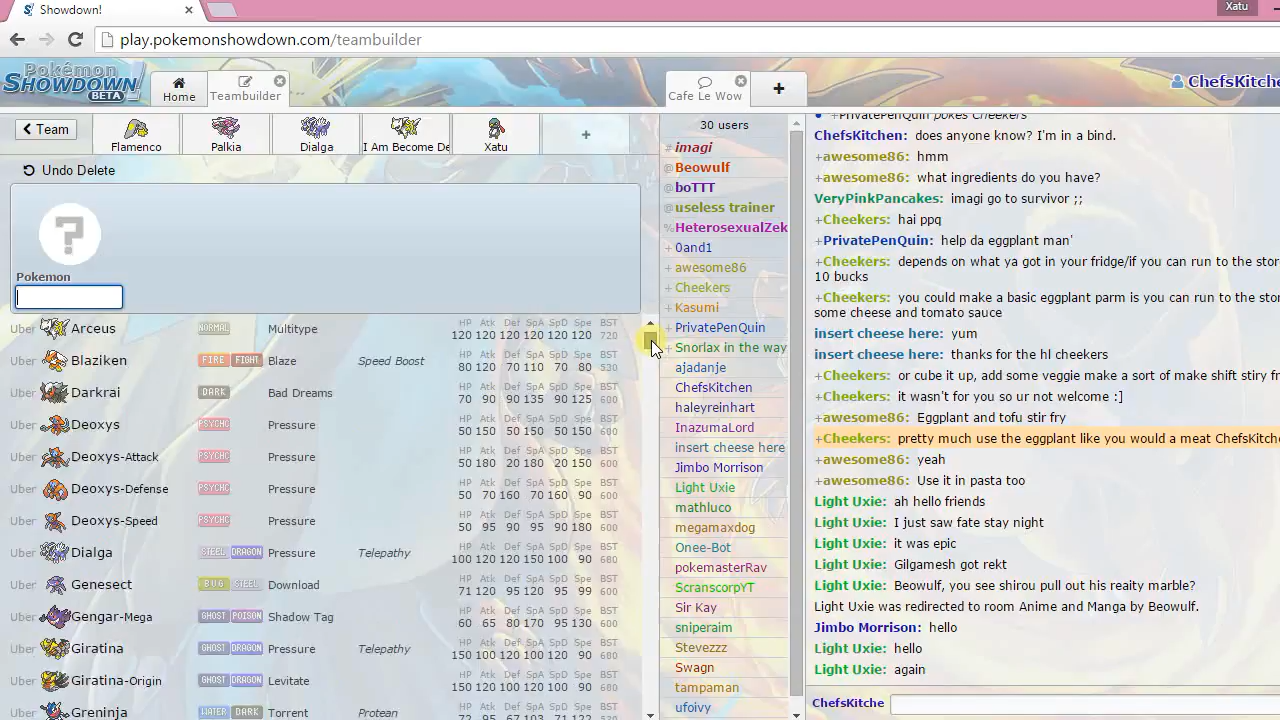 Showdown!
Xatu
play.pokemonshowdown.com/teambuilder
Pokémon
SHOWDOWN
BETA
Home
Teambuilder
Cafe Le Wow
+
ChefsKitche
Team
Flamenco
Palkia
Dialga
I Am Become De
Xatu
+
Undo Delete
?
Pokemon
HP Atk Def SpA SpD Spe BST
Uber Arceus NORMAL Multitype 120 120 120 120 120 120 720
HP Atk Def SpA SpD Spe BST
Uber Blaziken FIRE FIGHT Blaze Speed Boost 80 120 70 110 70 80 530
HP Atk Def SpA SpD Spe BST
Uber Darkrai DARK Bad Dreams 70 90 90 135 90 125 600
HP Atk Def SpA SpD Spe BST
Uber Deoxys PSYCHC Pressure 50 150 50 150 50 150 600
HP Atk Def SpA SpD Spe BST
Uber Deoxys-Attack PSYCHC Pressure 50 180 20 180 20 150 600
HP Atk Def SpA SpD Spe BST
Uber Deoxys-Defense PSYCHC Pressure 50 70 160 70 160 90 600
HP Atk Def SpA SpD Spe BST
Uber Deoxys-Speed PSYCHC Pressure 50 95 90 95 90 180 600
HP Atk Def SpA SpD Spe BST
Uber Dialga STEEL DRAGON Pressure Telepathy 100 120 120 150 100 90 680
HP Atk Def SpA SpD Spe BST
Uber Genesect BUG STEEL Download 71 120 95 120 95 99 600
HP Atk Def SpA SpD Spe BST
Uber Gengar-Mega GHOST POISON Shadow Tag 60 65 80 170 95 130 600
HP Atk Def SpA SpD Spe BST
Uber Giratina GHOST DRAGON Pressure Telepathy 150 100 120 100 120 90 680
HP Atk Def SpA SpD Spe BST
Uber Giratina-Origin GHOST DRAGON Levitate 150 120 100 120 100 90 680
HP Atk Def SpA SpD Spe BST
Uber Greninja WATER DARK Torrent Protean 72 95 67 103 71 122
30 users
# imagi
@ Beowulf
@ boTTT
@ useless trainer
% HeterosexualZek
+ 0and1
+ awesome86
+ Cheekers
+ Kasumi
+ PrivatePenQuin
+ Snorlax in the way
ajadanje
ChefsKitchen
haleyreinhart
InazumaLord
insert cheese here
Jimbo Morrison
Light Uxie
mathluco
megamaxdog
Onee-Bot
pokemasterRav
ScranscorpYT
Sir Kay
sniperaim
Stevezzz
Swagn
tampaman
ufoivy
• +PrivatePenQuin pokes Cheekers
ChefsKitchen: does anyone know? I'm in a bind.
+awesome86: hmm
+awesome86: what ingredients do you have?
VeryPinkPancakes: imagi go to survivor ;;
+Cheekers: hai ppq
+PrivatePenQuin: help da eggplant man'
+Cheekers: depends on what ya got in your fridge/if you can run to the stor
10 bucks
+Cheekers: you could make a basic eggplant parm is you can run to the sto
some cheese and tomato sauce
insert cheese here: yum
insert cheese here: thanks for the hl cheekers
+Cheekers: or cube it up, add some veggie make a sort of make shift stiry fr
+Cheekers: it wasn't for you so ur not welcome :]
+awesome86: Eggplant and tofu stir fry
+Cheekers: pretty much use the eggplant like you would a meat ChefsKitche
+awesome86: yeah
+awesome86: Use it in pasta too
Light Uxie: ah hello friends
Light Uxie: I just saw fate stay night
Light Uxie: it was epic
Light Uxie: Gilgamesh got rekt
Light Uxie: Beowulf, you see shirou pull out his reaity marble?
Light Uxie was redirected to room Anime and Manga by Beowulf.
Jimbo Morrison: hello
Light Uxie: hello
Light Uxie: again
ChefsKitche